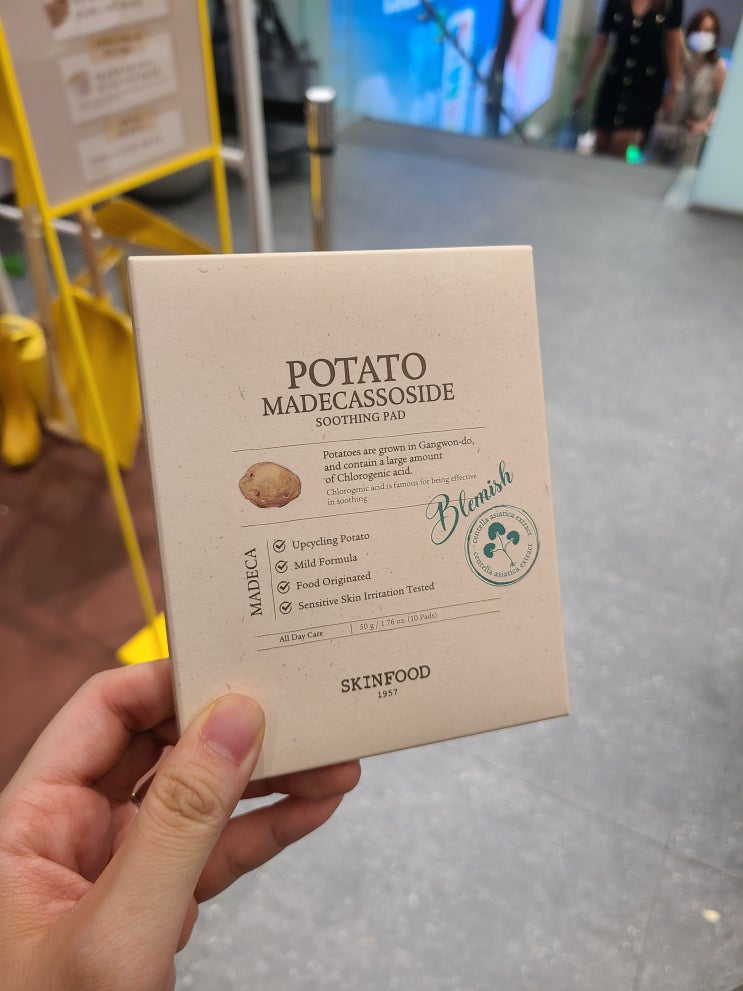 POTATO
MADECASSOSIDE
SOOTHING PAD
Potatoes are grown in Gangwon-do,
and contain a large amount
of Chlorogenic acid.
Chlorogenic acid is famous for being effective
in soothing.
Blemish
centella asiatica extract
centella asiatica extract
MADECA
Upcycling Potato
Mild Formula
Food Originated
Sensitive Skin Irritation Tested
All Day Care
50 g / 1.76 oz. (10 Pads)
SKINFOOD
1957